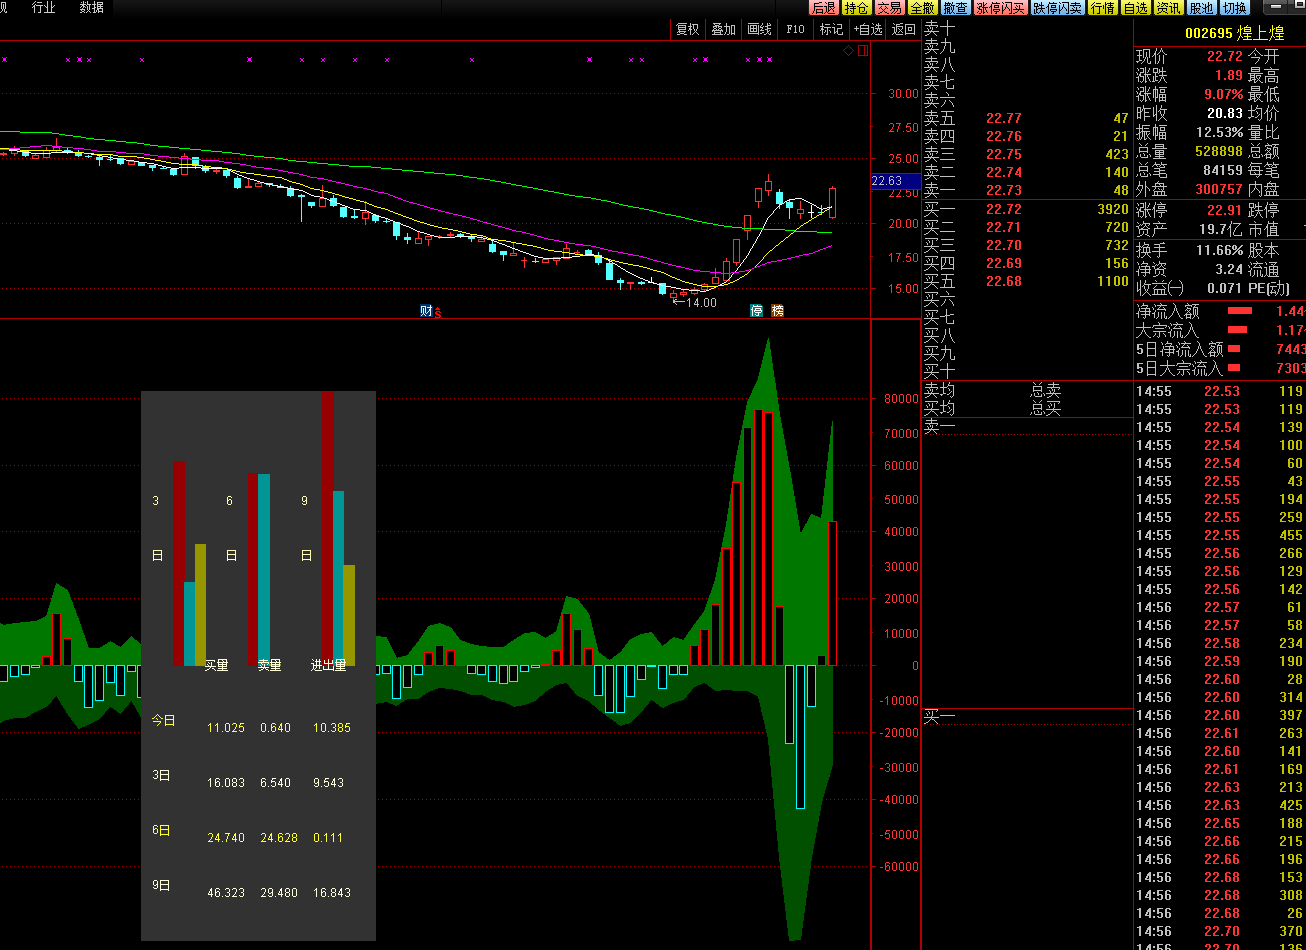 行业 数据
后退 持仓 交易 全撤 撤查 涨停闪买 跌停闪卖 行情 自选 资讯 股池 切换
复权 叠加 画线 F10 标记 +自选 返回
30.00
27.50
25.00
22.63
22.50
20.00
17.50
15.00
←14.00
财 停 榜
80000
70000
60000
50000
40000
30000
20000
10000
0
-10000
-20000
-30000
-40000
-50000
-60000
3日 6日 9日
买量 卖量 进出量
今日 11.025 0.640 10.385
3日 16.083 6.540 9.543
6日 24.740 24.628 0.111
9日 46.323 29.480 16.843
卖十
卖九
卖八
卖七
卖六
卖五 22.77 47
卖四 22.76 21
卖三 22.75 423
卖二 22.74 140
卖一 22.73 48
买一 22.72 3920
买二 22.71 720
买三 22.70 732
买四 22.69 156
买五 22.68 1100
买六
买七
买八
买九
买十
卖均 总卖
买均 总买
卖一
买一
002695 煌上煌
现价 22.72 今开
涨跌 1.89 最高
涨幅 9.07% 最低
昨收 20.83 均价
振幅 12.53% 量比
总量 528898 总额
总笔 84159 每笔
外盘 300757 内盘
涨停 22.91 跌停
资产 19.7亿 市值
换手 11.66% 股本
净资 3.24 流通
收益㈠ 0.071 PE(动)
净流入额 1.44
大宗流入 1.17
5日净流入额 7443
5日大宗流入 7303
14:55 22.53 119
14:55 22.53 119
14:55 22.54 139
14:55 22.54 100
14:55 22.54 60
14:55 22.55 43
14:55 22.55 194
14:55 22.55 259
14:55 22.55 455
14:55 22.56 266
14:55 22.56 129
14:55 22.56 142
14:56 22.57 61
14:56 22.57 58
14:56 22.58 234
14:56 22.59 190
14:56 22.60 28
14:56 22.60 314
14:56 22.60 397
14:56 22.61 263
14:56 22.60 141
14:56 22.61 169
14:56 22.63 213
14:56 22.63 425
14:56 22.65 188
14:56 22.66 215
14:56 22.66 196
14:56 22.68 153
14:56 22.68 308
14:56 22.68 26
14:56 22.70 370
14:56 22.70 136